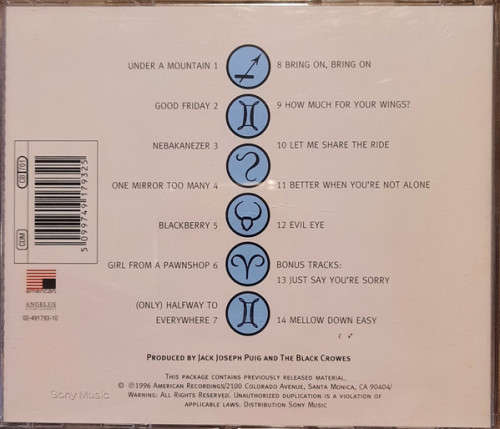 UNDER A MOUNTAIN 1
GOOD FRIDAY 2
NEBAKANEZER 3
ONE MIRROR TOO MANY 4
BLACKBERRY 5
GIRL FROM A PAWNSHOP 6
(ONLY) HALFWAY TO
EVERYWHERE 7
8 BRING ON, BRING ON
9 HOW MUCH FOR YOUR WINGS?
10 LET ME SHARE THE RIDE
11 BETTER WHEN YOU'RE NOT ALONE
12 EVIL EYE
BONUS TRACKS:
13 JUST SAY YOU'RE SORRY
14 MELLOW DOWN EASY
5099749817932
american
ANGELUS
PRODUCED BY JACK JOSEPH PUIG AND THE BLACK CROWES
THIS PACKAGE CONTAINS PREVIOUSLY RELEASED MATERIAL.
© ℗1996 AMERICAN RECORDINGS/2100 COLORADO AVENUE, SANTA MONICA, CA 90404/
WARNING: ALL RIGHTS RESERVED. UNAUTHORIZED DUPLICATION IS A VIOLATION OF
APPLICABLE LAWS. DISTRIBUTION SONY MUSIC
Sony Music